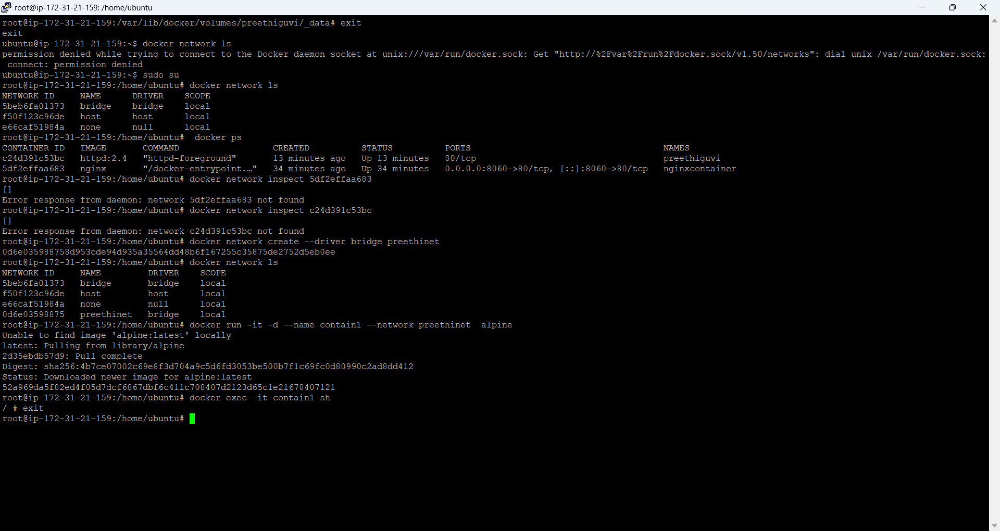 root@ip-172-31-21-159: /home/ubuntu
root@ip-172-31-21-159:/var/lib/docker/volumes/preethiguvi/_data# exit
exit
ubuntu@ip-172-31-21-159:~$ docker network ls
permission denied while trying to connect to the Docker daemon socket at unix:///var/run/docker.sock: Get "http://%2Fvar%2Frun%2Fdocker.sock/v1.50/networks": dial unix /var/run/docker.sock:
 connect: permission denied
ubuntu@ip-172-31-21-159:~$ sudo su
root@ip-172-31-21-159:/home/ubuntu# docker network ls
NETWORK ID     NAME      DRIVER    SCOPE
5beb6fa01373   bridge    bridge    local
f50f123c96de   host      host      local
e66caf51984a   none      null      local
root@ip-172-31-21-159:/home/ubuntu#  docker ps
CONTAINER ID   IMAGE       COMMAND                  CREATED          STATUS          PORTS                                     NAMES
c24d391c53bc   httpd:2.4   "httpd-foreground"       13 minutes ago   Up 13 minutes   80/tcp                                    preethiguvi
5df2effaa683   nginx       "/docker-entrypoint.…"   34 minutes ago   Up 34 minutes   0.0.0.0:8060->80/tcp, [::]:8060->80/tcp   nginxcontainer
root@ip-172-31-21-159:/home/ubuntu# docker network inspect 5df2effaa683
[]
Error response from daemon: network 5df2effaa683 not found
root@ip-172-31-21-159:/home/ubuntu# docker network inspect c24d391c53bc
[]
Error response from daemon: network c24d391c53bc not found
root@ip-172-31-21-159:/home/ubuntu# docker network create --driver bridge preethinet
0d6e035988758d953cde94d935a35564dd48b6f167255c35875de2752d5eb0ee
root@ip-172-31-21-159:/home/ubuntu# docker network ls
NETWORK ID     NAME         DRIVER    SCOPE
5beb6fa01373   bridge       bridge    local
f50f123c96de   host         host      local
e66caf51984a   none         null      local
0d6e03598875   preethinet   bridge    local
root@ip-172-31-21-159:/home/ubuntu# docker run -it -d --name contain1 --network preethinet  alpine
Unable to find image 'alpine:latest' locally
latest: Pulling from library/alpine
2d35ebdb57d9: Pull complete
Digest: sha256:4b7ce07002c69e8f3d704a9c5d6fd3053be500b7f1c69fc0d80990c2ad8dd412
Status: Downloaded newer image for alpine:latest
52a969da5f82ed4f05d7dcf6867dbf6c411c708407d2123d65c1e21678407121
root@ip-172-31-21-159:/home/ubuntu# docker exec -it contain1 sh
/ # exit
root@ip-172-31-21-159:/home/ubuntu#